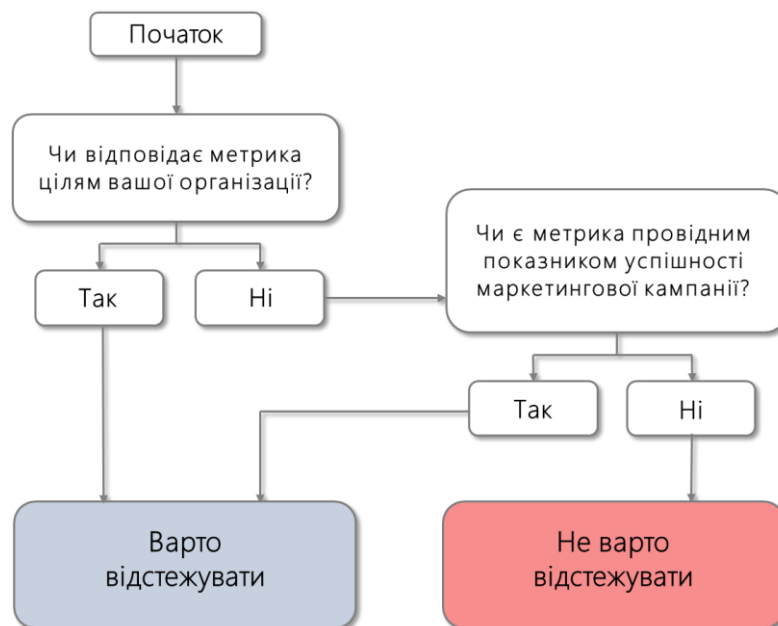 Початок
Чи відповідає метрика
цілям вашої організації?
Так
Ні
Чи є метрика провідним
показником успішності
маркетингової кампанії?
Так
Ні
Варто
відстежувати
Не варто
відстежувати